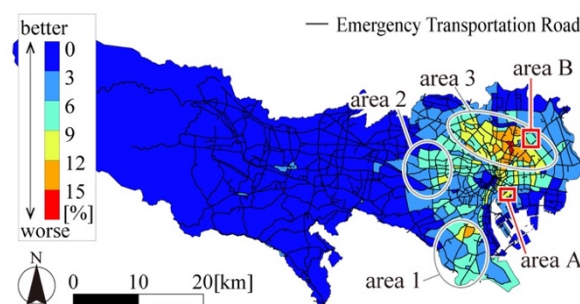 better
0
3
6
9
12
15
[%]
worse
Emergency Transportation Road
area B
area 3
area 2
area A
area 1
N
0 10 20[km]